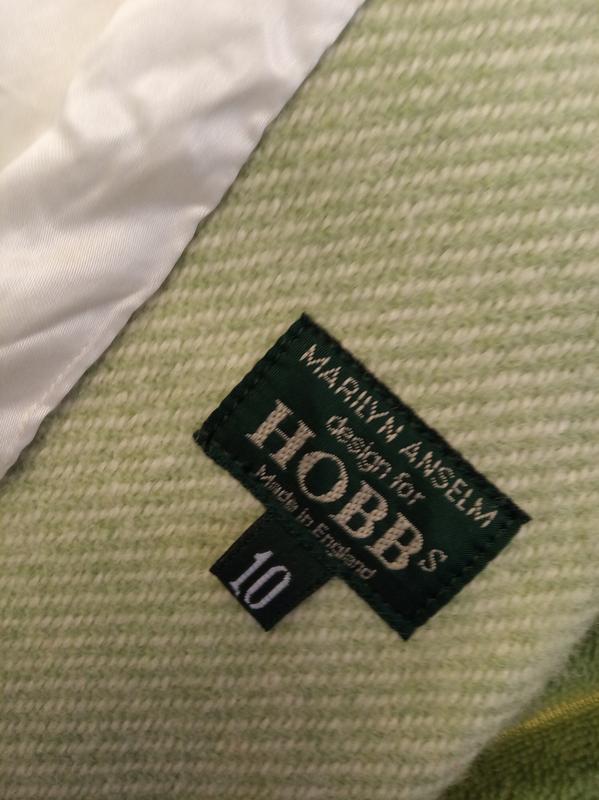 MARILYN ANSELM
design for
HOBBS
Made in England
10